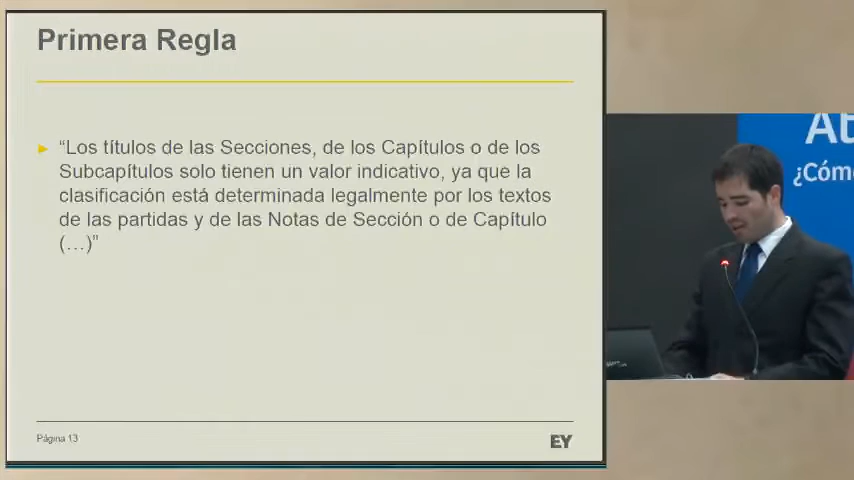 Primera Regla
“Los títulos de las Secciones, de los Capítulos o de los
Subcapítulos solo tienen un valor indicativo, ya que la
clasificación está determinada legalmente por los textos
de las partidas y de las Notas de Sección o de Capítulo
(…)”
Página 13
EY
¿Cóm